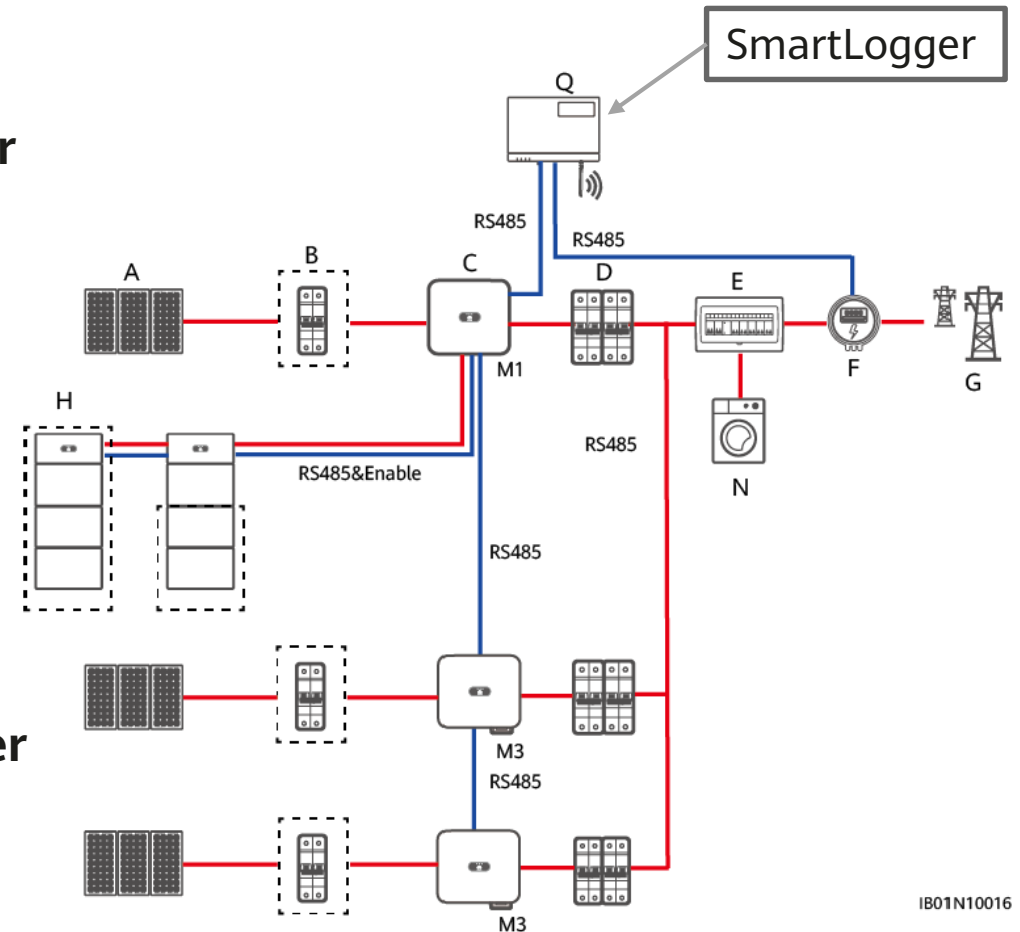 SmartLogger
Q
r
RS485
RS485
A
B
C
D
E
M1
F
G
H
RS485
RS485&Enable
N
RS485
er
M3
RS485
M3
IB01N10016